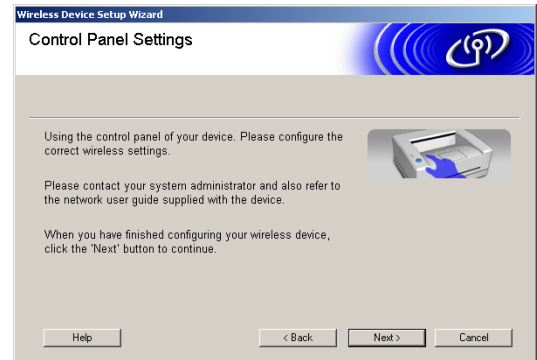 Wireless Device Setup Wizard
Control Panel Settings
Using the control panel of your device. Please configure the
correct wireless settings.
Please contact your system administrator and also refer to
the network user guide supplied with the device.
When you have finished configuring your wireless device,
click the 'Next' button to continue.
Help
< Back
Next >
Cancel